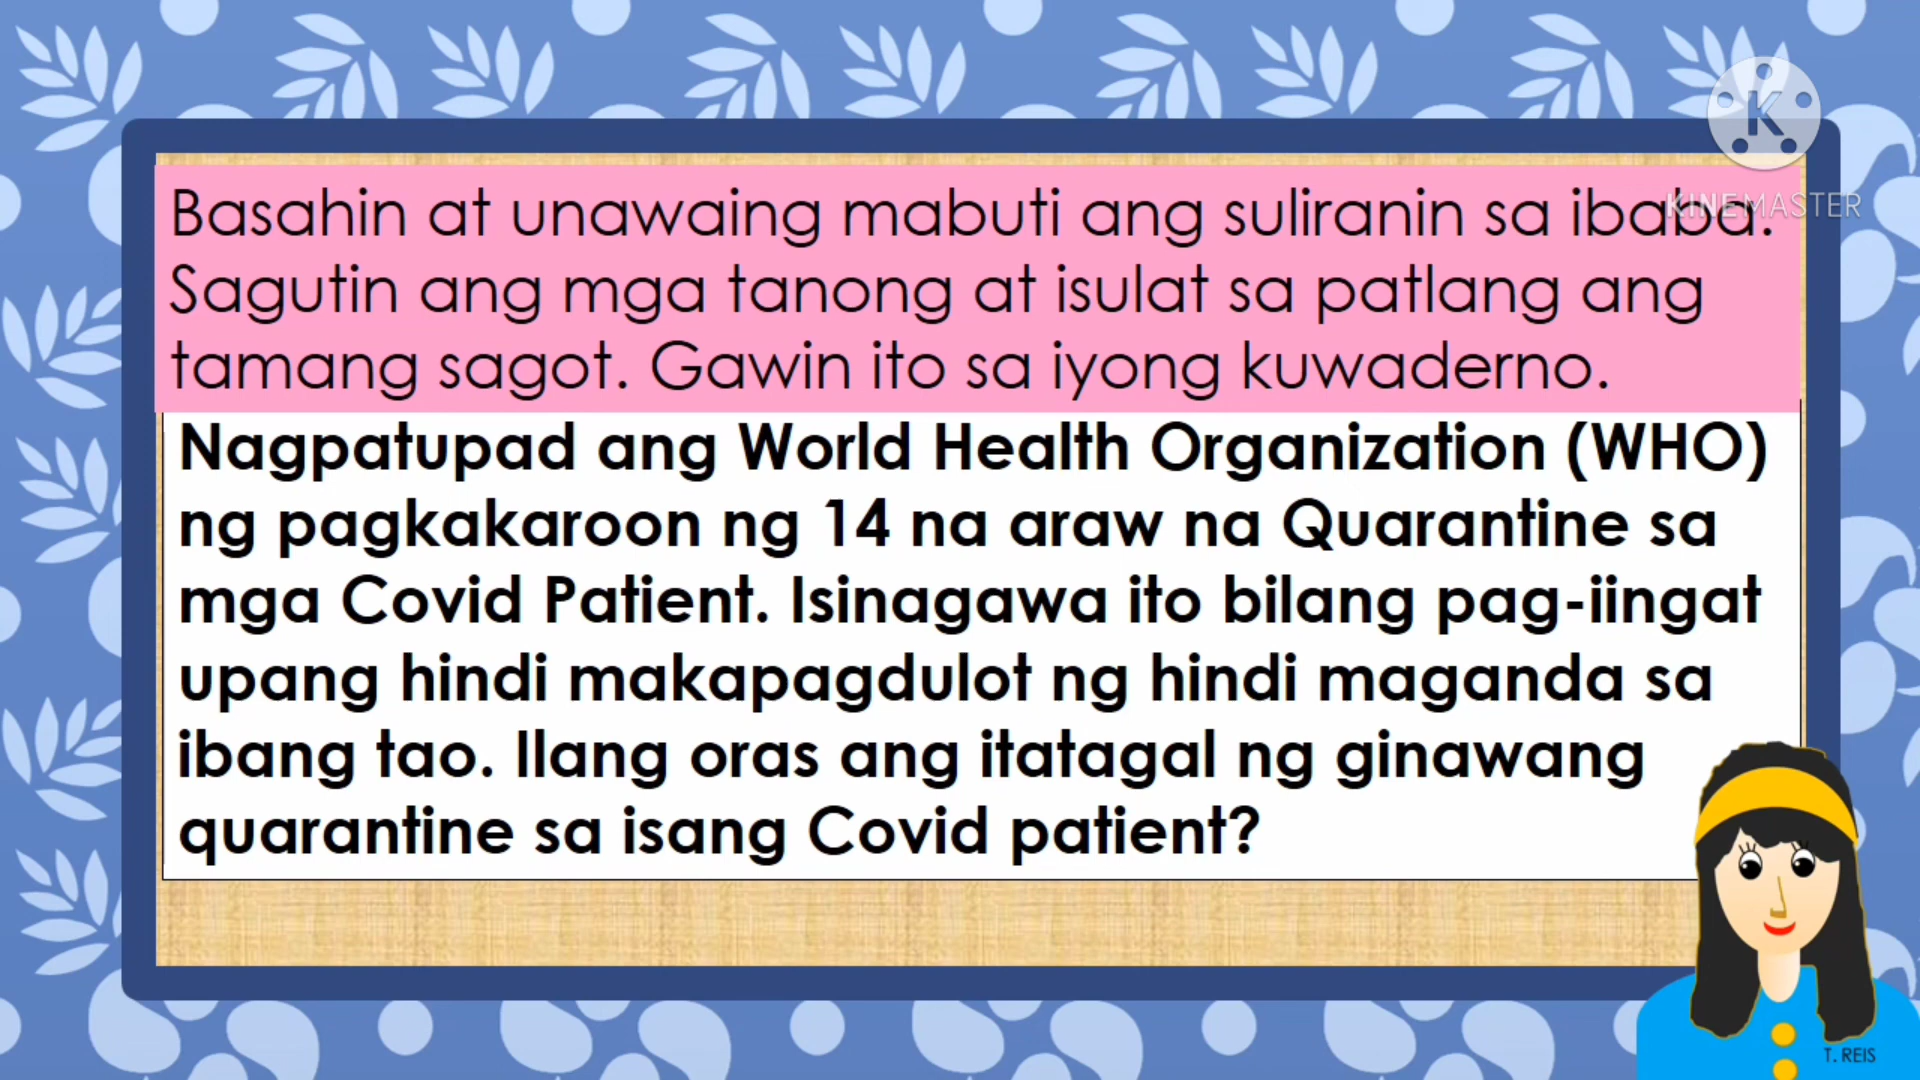 Basahin at unawaing mabuti ang suliranin sa ibaba.
Sagutin ang mga tanong at isulat sa patlang ang
tamang sagot. Gawin ito sa iyong kuwaderno.
Nagpatupad ang World Health Organization (WHO)
ng pagkakaroon ng 14 na araw na Quarantine sa
mga Covid Patient. Isinagawa ito bilang pag-iingat
upang hindi makapagdulot ng hindi maganda sa
ibang tao. Ilang oras ang itatagal ng ginawang
quarantine sa isang Covid patient?
K
KINEMASTER
T. REIS